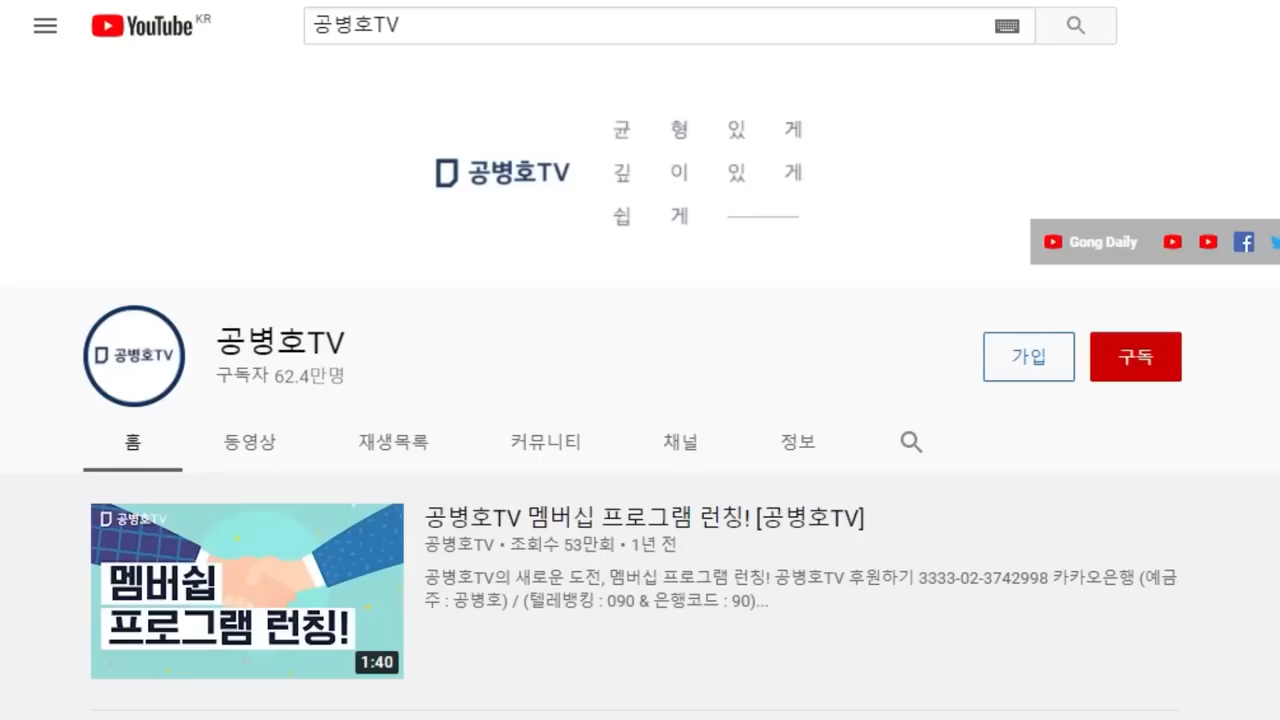 YouTube KR
공병호TV
공병호TV
균형있게
깊이있게
쉽게
Gong Daily
공병호TV
공병호TV
구독자 62.4만명
가입
구독
홈 동영상 재생목록 커뮤니티 채널 정보
공병호TV
멤버쉽
프로그램 런칭!
1:40
공병호TV 멤버십 프로그램 런칭! [공병호TV]
공병호TV • 조회수 53만회 • 1년 전
공병호TV의 새로운 도전, 멤버십 프로그램 런칭! 공병호TV 후원하기 3333-02-3742998 카카오은행 (예금
주 : 공병호) / (텔레뱅킹 : 090 & 은행코드 : 90)...